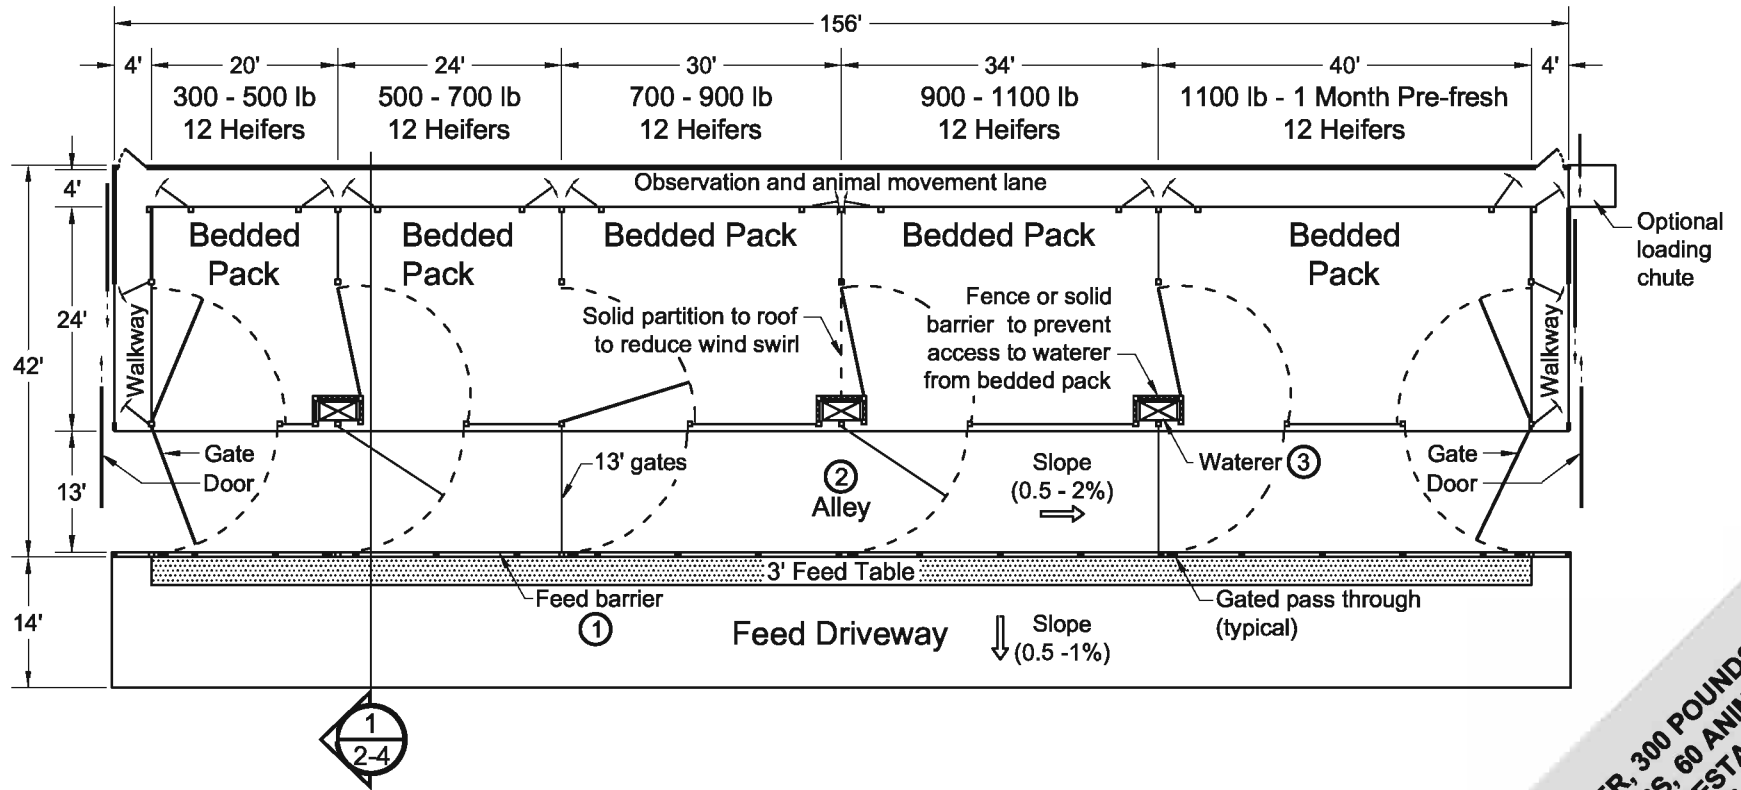 156'
4'
20'
24'
30'
34'
40'
4'
300 - 500 lb
12 Heifers
500 - 700 lb
12 Heifers
700 - 900 lb
12 Heifers
900 - 1100 lb
12 Heifers
1100 lb - 1 Month Pre-fresh
12 Heifers
4'
Observation and animal movement lane
Bedded
Pack
Bedded
Pack
Bedded Pack
Bedded Pack
Bedded
Pack
Optional
loading
chute
24'
42'
Walkway
Solid partition to roof
to reduce wind swirl
Fence or solid
barrier to prevent
access to waterer
from bedded pack
Walkway
Gate
Door
13'
13' gates
2
Alley
Slope
(0.5 - 2%)
Waterer 3
Gate
Door
3' Feed Table
Feed barrier
1
Gated pass through
(typical)
14'
Feed Driveway
Slope
(0.5 -1%)
1
2-4
300 POUNDS
60